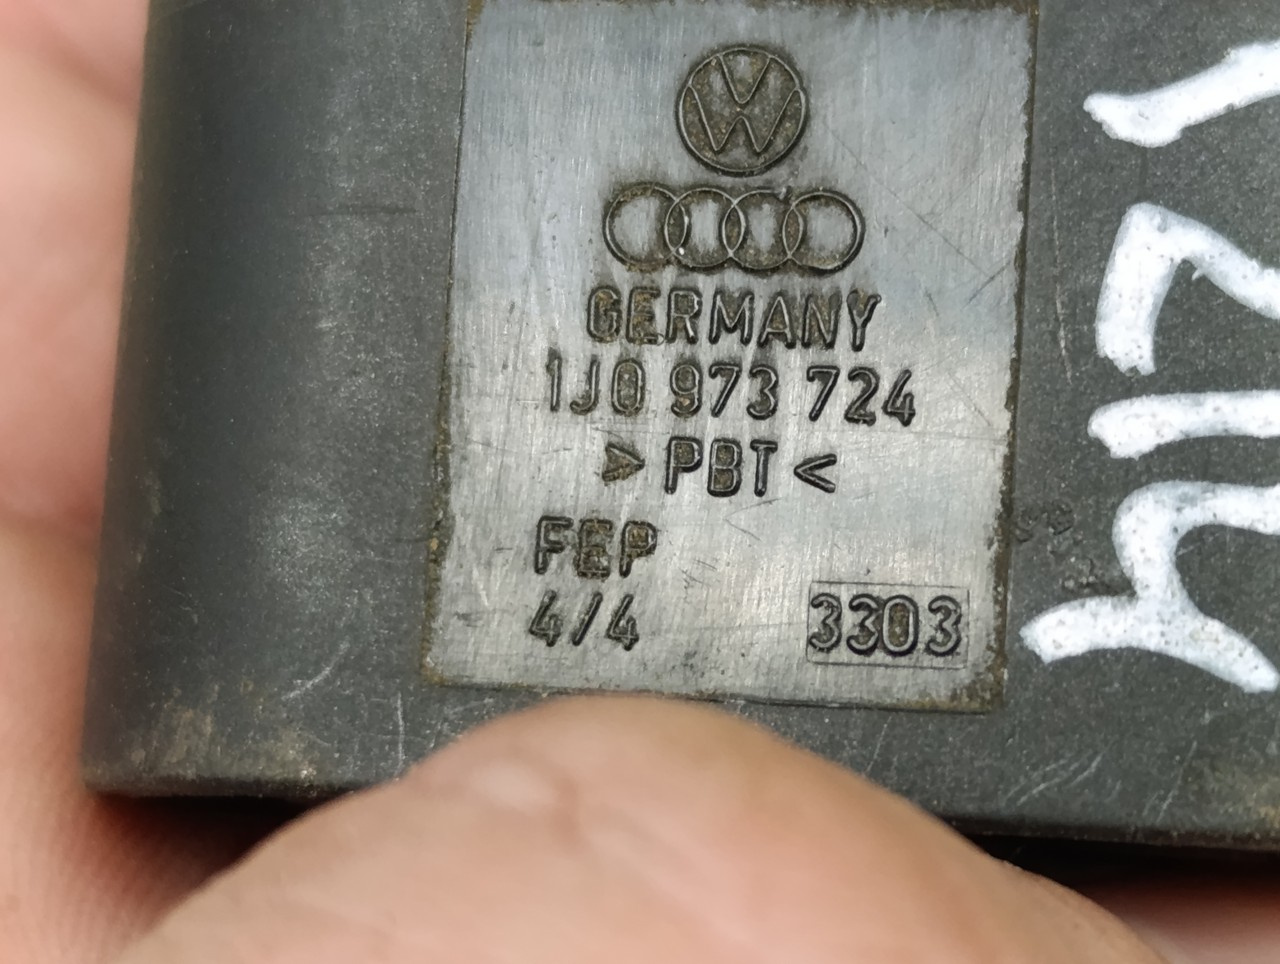 GERMANY
1J0 973 724
> PBT <
FEP
4/4
3303